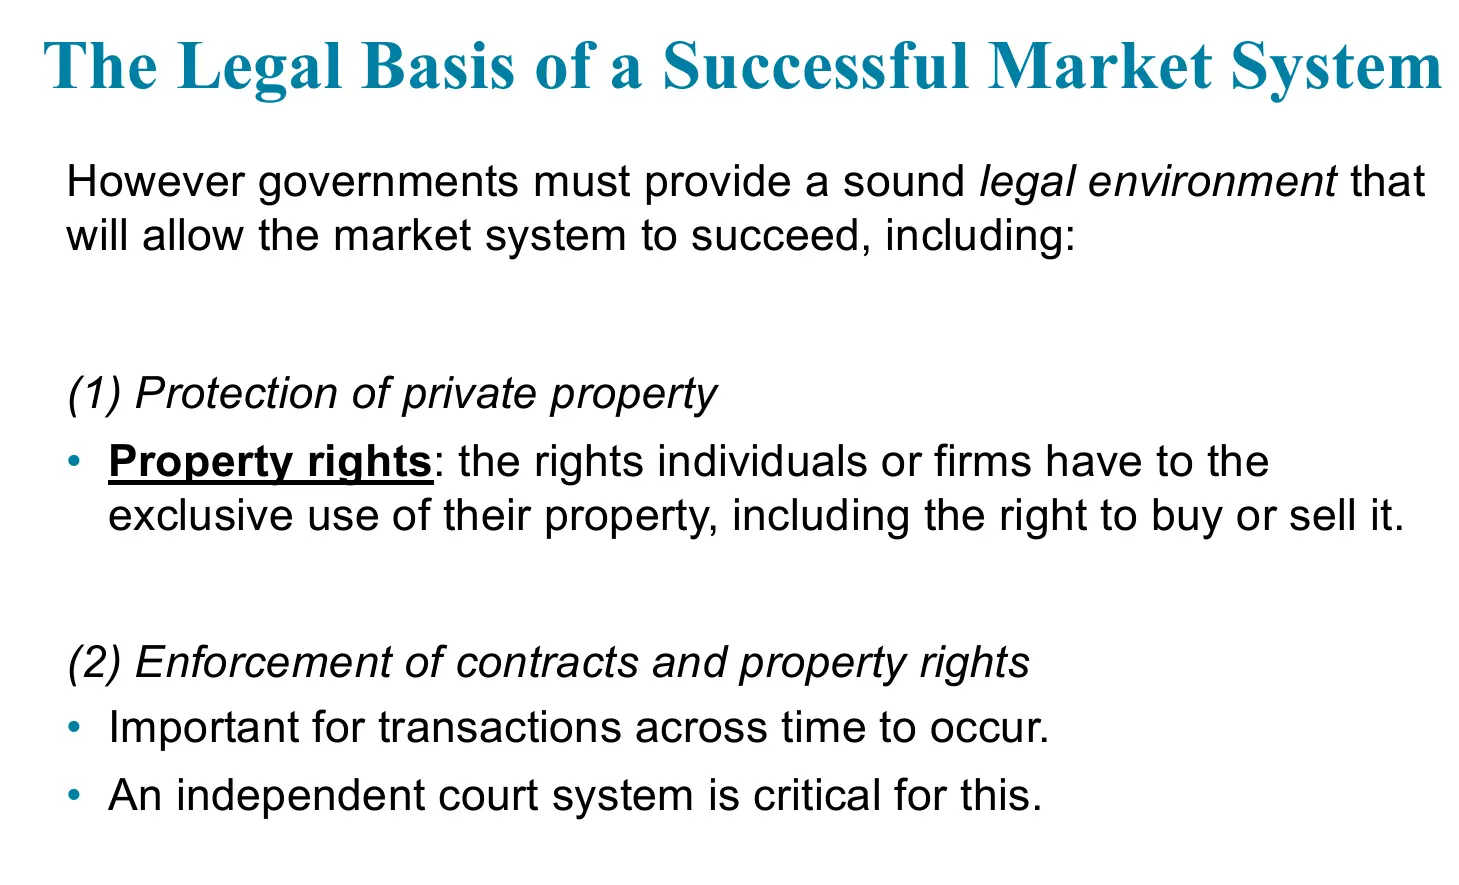 The Legal Basis of a Successful Market System
However governments must provide a sound legal environment that
will allow the market system to succeed, including:
(1) Protection of private property
• Property rights: the rights individuals or firms have to the
exclusive use of their property, including the right to buy or sell it.
(2) Enforcement of contracts and property rights
• Important for transactions across time to occur.
• An independent court system is critical for this.